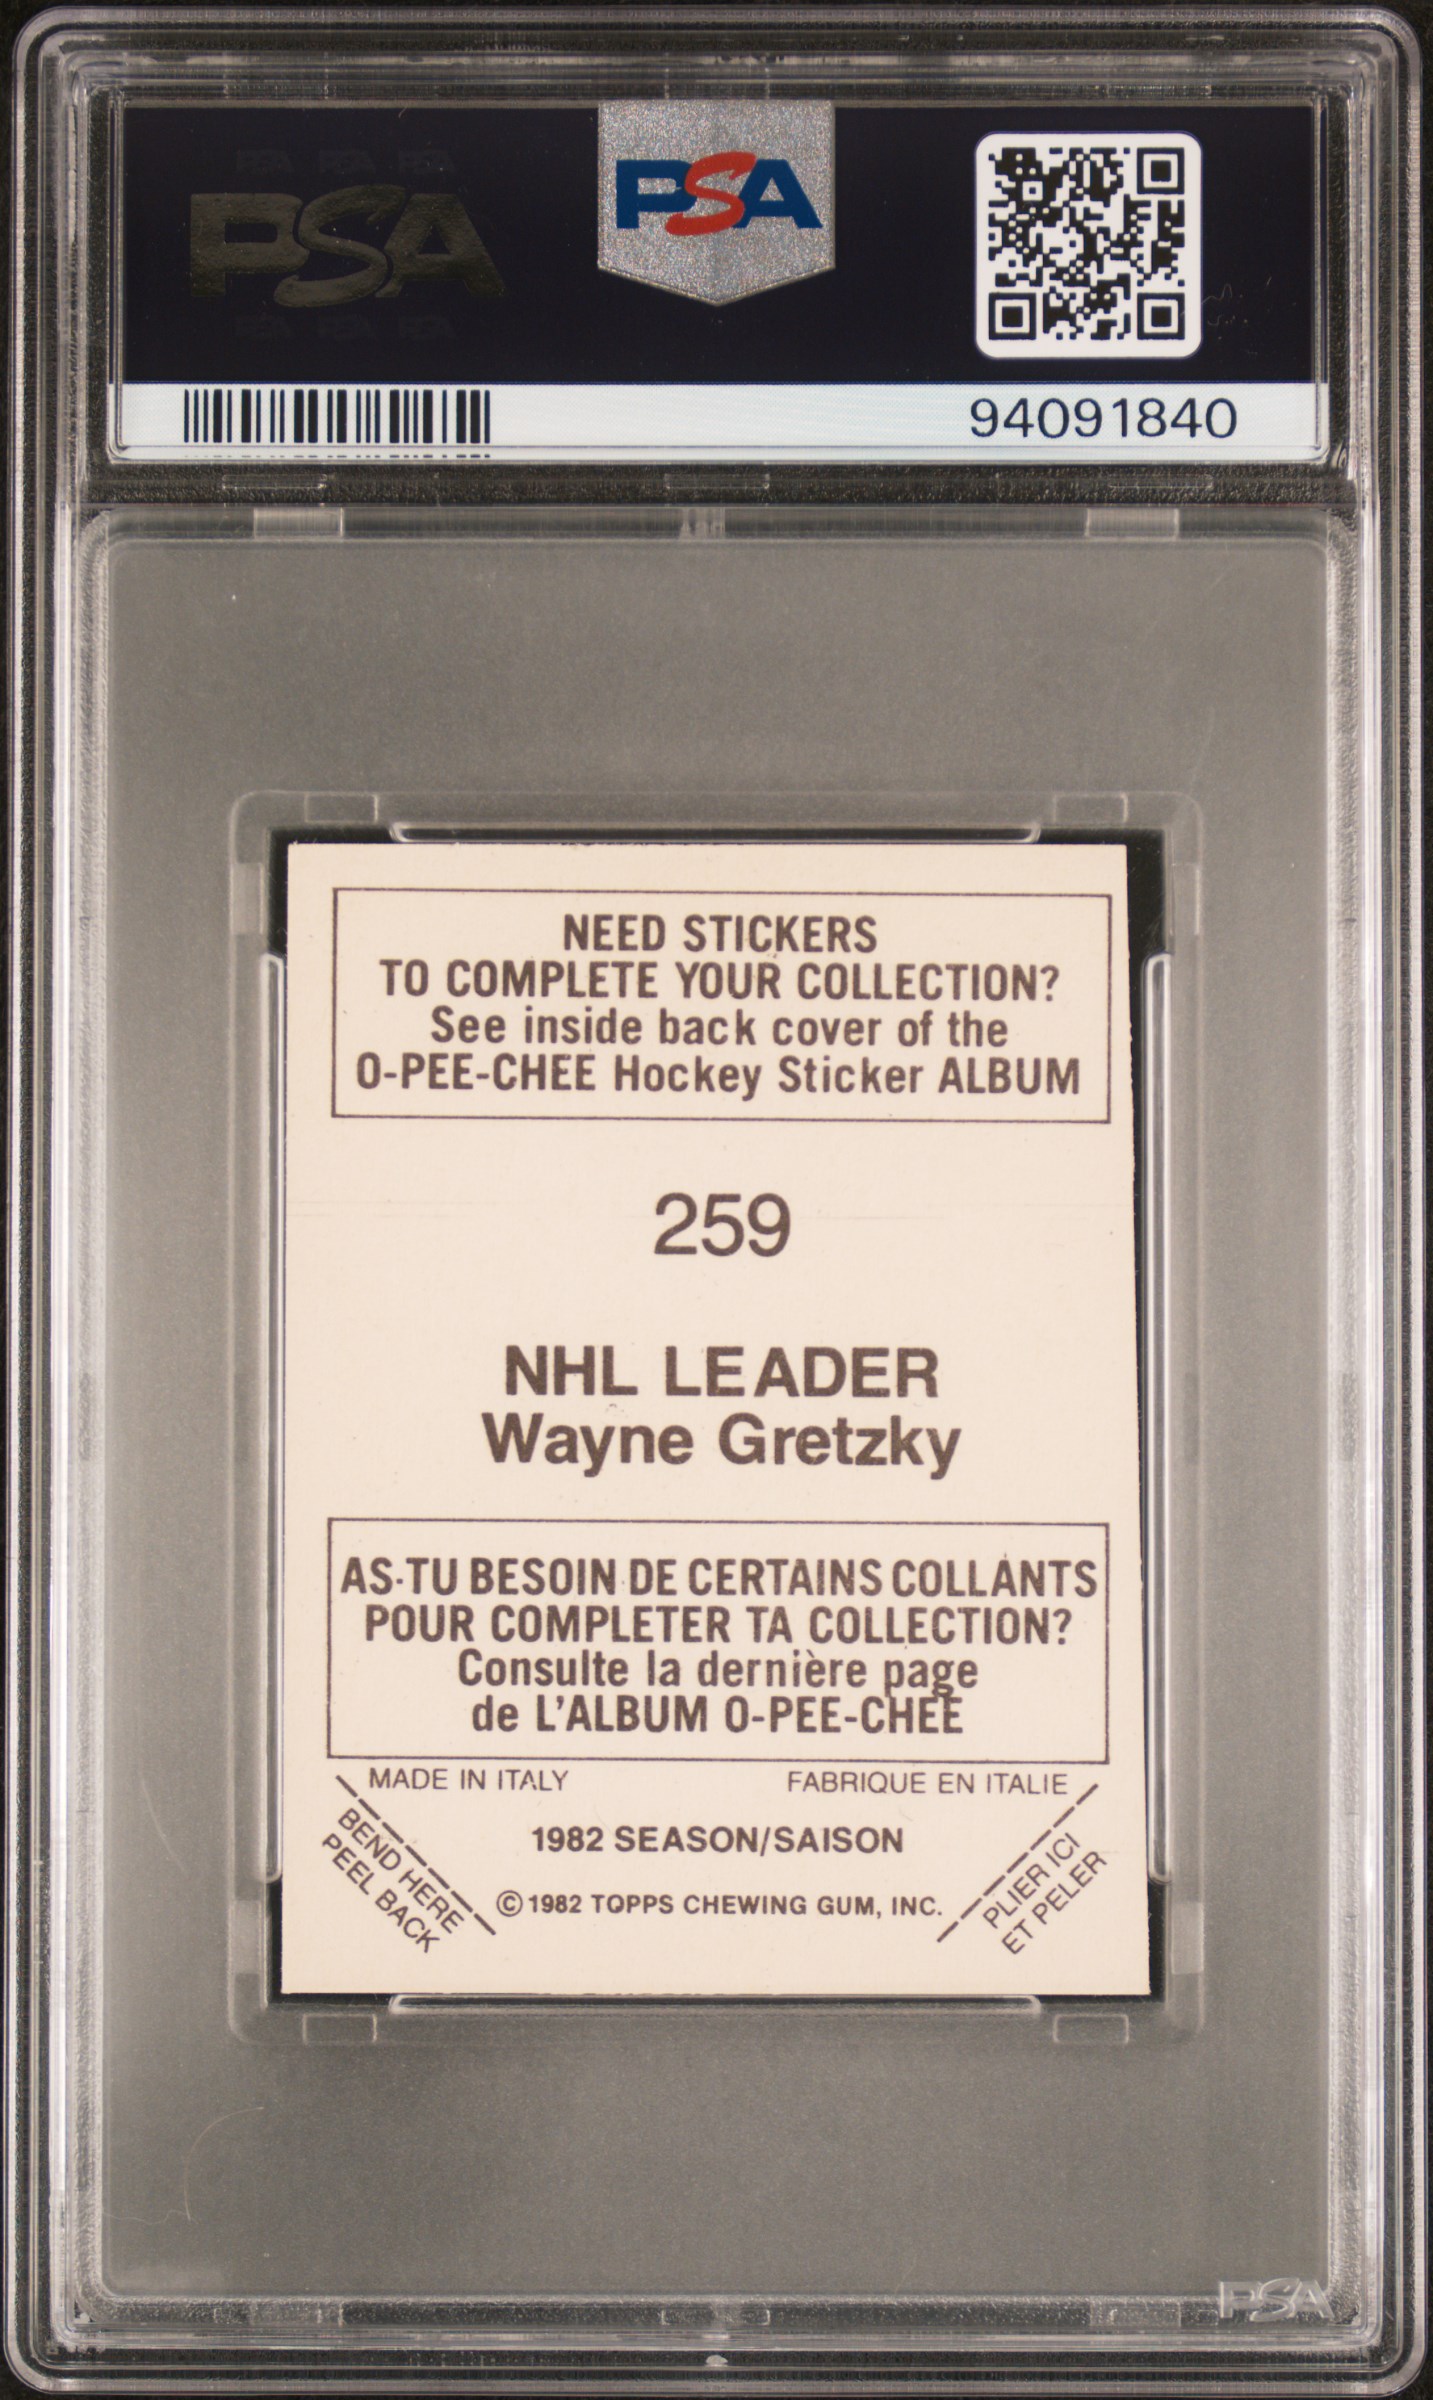 PSA
PSA
94091840
NEED STICKERS
TO COMPLETE YOUR COLLECTION?
See inside back cover of the
O-PEE-CHEE Hockey Sticker ALBUM
259
NHL LEADER
Wayne Gretzky
AS-TU BESOIN DE CERTAINS COLLANTS
POUR COMPLETER TA COLLECTION?
Consulte la dernière page
de L'ALBUM O-PEE-CHEE
MADE IN ITALY
FABRIQUE EN ITALIE
BEND HERE
PEEL BACK
1982 SEASON/SAISON
PLIER ICI
ET PELER
©1982 TOPPS CHEWING GUM, INC.
PSA